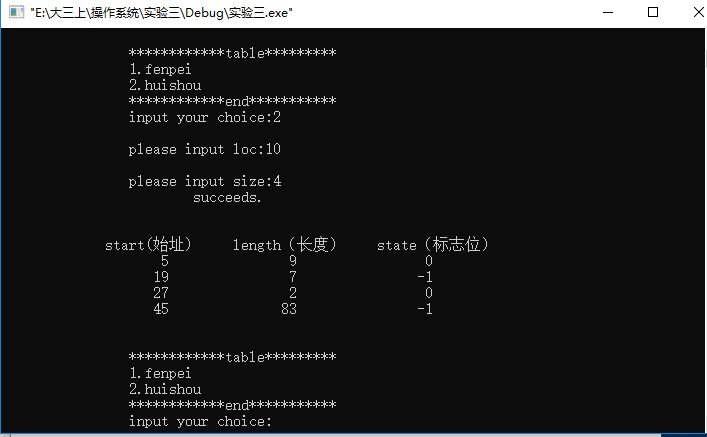 "E:\大三上\操作系统\实验三\Debug\实验三.exe"
************table*********
1.fenpei
2.huishou
************end***********
input your choice:2
please input loc:10
please input size:4
succeeds.
start(始址) length（长度） state（标志位）
5 9 0
19 7 -1
27 2 0
45 83 -1
************table*********
1.fenpei
2.huishou
************end***********
input your choice: